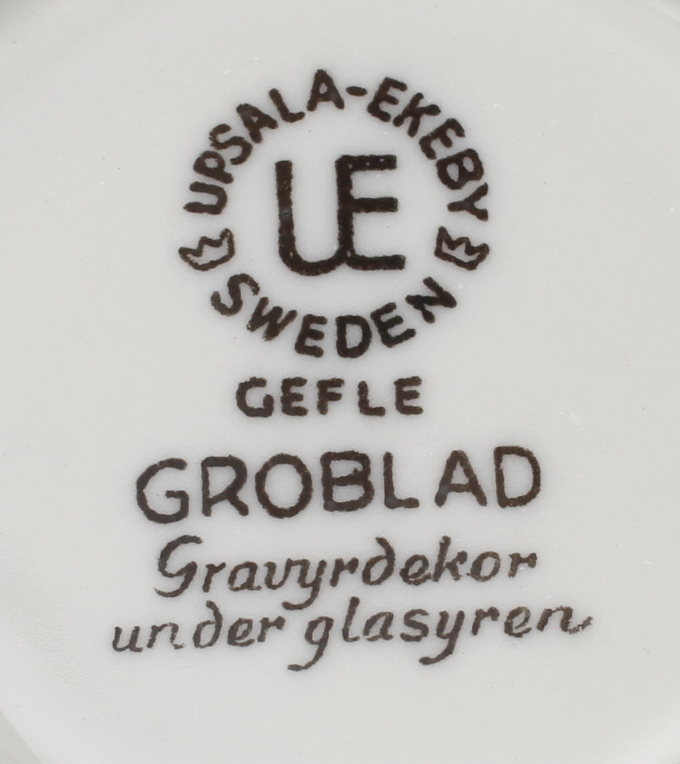 UPSALA-EKEBY
UE
SWEDEN
GEFLE
GROBLAD
Gravyrdekor
under glasyren